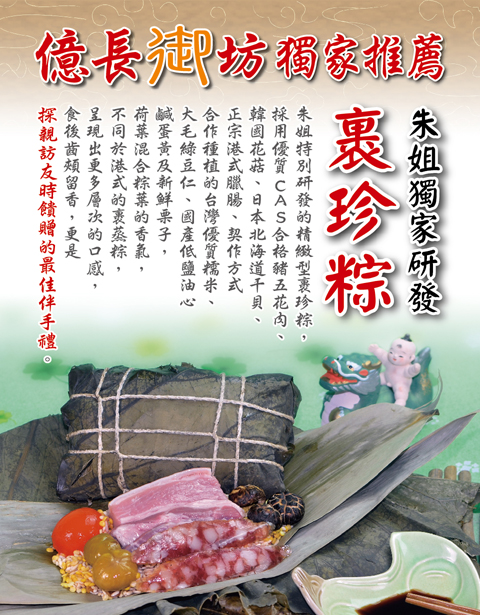 億長御坊獨家推薦
朱姐獨家研發
裹珍粽
朱姐特別研發的精緻型裹珍粽，
採用優質CAS合格豬五花肉、
韓國花菇、日本北海道干貝、
正宗港式臘腸、契作方式
合作種植的台灣優質糯米、
大毛綠豆仁、國產低鹽油心
鹹蛋黃及新鮮栗子，
荷葉混合粽葉的香氣，
不同於港式的裹蒸粽，
呈現出更多層次的口感，
食後齒頰留香，更是
探親訪友時饋贈的最佳伴手禮。